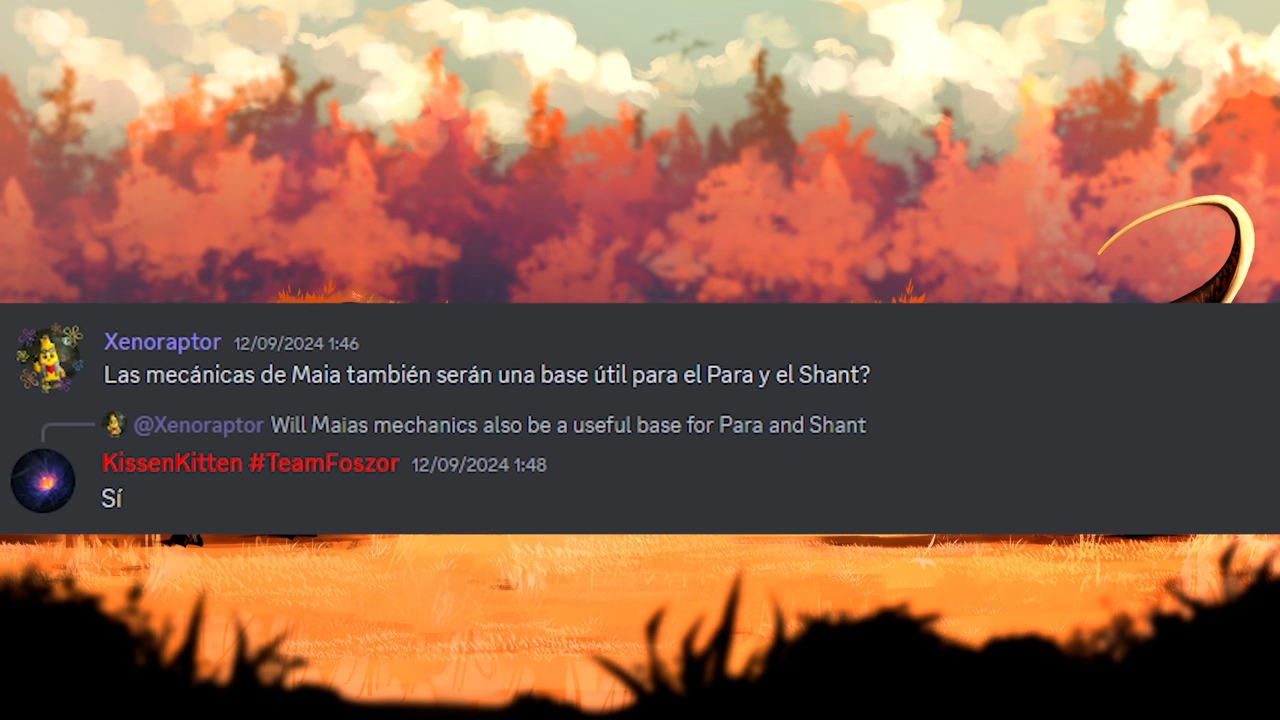 Xenoraptor 12/09/2024 1:46
Las mecánicas de Maia también serán una base útil para el Para y el Shant?
@Xenoraptor Will Maias mechanics also be a useful base for Para and Shant
KissenKitten #TeamFoszor 12/09/2024 1:48
Sí